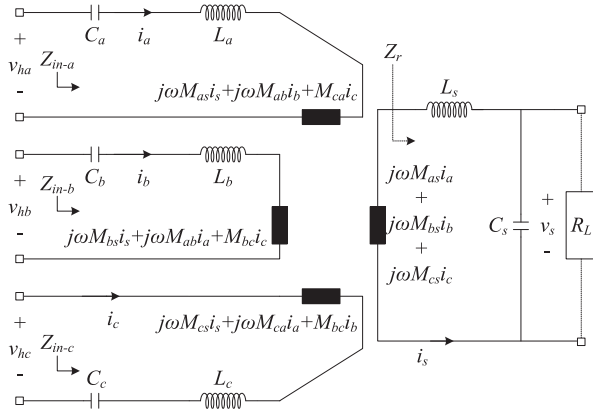 C_a i_a L_a
+ v_ha -
Z_in-a
jωM_as i_s+jωM_ab i_b+M_ca i_c
C_b i_b L_b
+ v_hb -
Z_in-b
jωM_bs i_s+jωM_ab i_a+M_bc i_c
i_c
jωM_cs i_s+jωM_ca i_a+M_bc i_b
+ v_hc -
Z_in-c
C_c L_c
Z_r
L_s
jωM_as i_a
+
jωM_bs i_b
+
jωM_cs i_c
C_s
+ v_s -
R_L
i_s